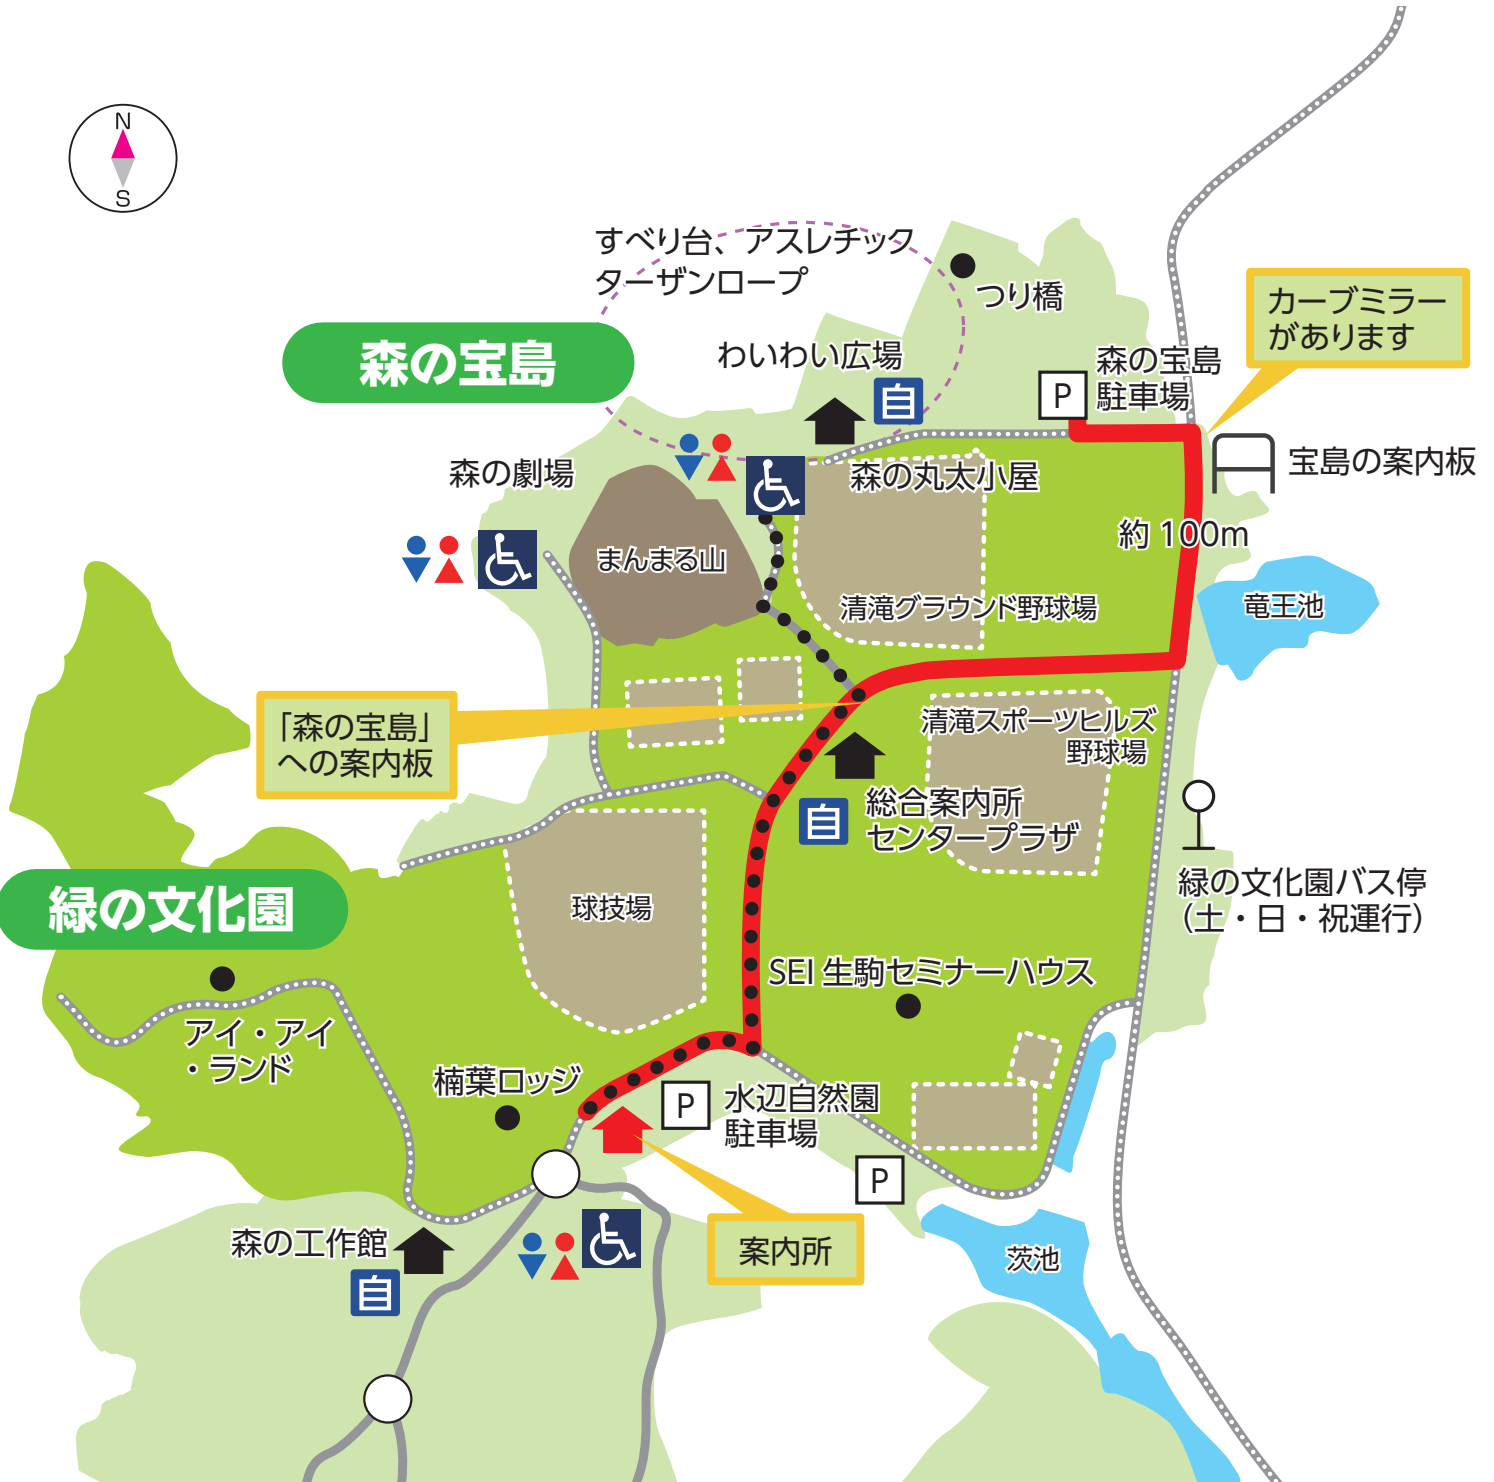 N
S
すべり台、アスレチック
ターザンロープ
つり橋
カーブミラー
があります
わいわい広場
自
森の宝島
P
森の宝島
駐車場
宝島の案内板
森の劇場
森の丸太小屋
約100m
まんまる山
清滝グラウンド野球場
竜王池
「森の宝島」
への案内板
清滝スポーツヒルズ
野球場
自
総合案内所
センタープラザ
緑の文化園
球技場
緑の文化園バス停
(土・日・祝運行)
SEI 生駒セミナーハウス
アイ・アイ
・ランド
楠葉ロッジ
P
水辺自然園
駐車場
P
森の工作館
自
案内所
茨池